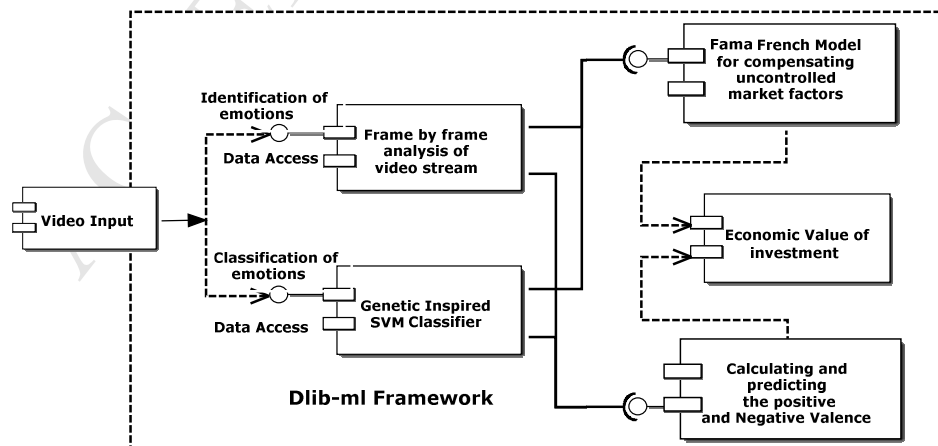 Video Input
Identification of
emotions
Data Access
Frame by frame
analysis of
video stream
Classification of
emotions
Data Access
Genetic Inspired
SVM Classifier
Dlib-ml Framework
Fama French Model
for compensating
uncontrolled
market factors
Economic Value of
investment
Calculating and
predicting
the positive
and Negative Valence